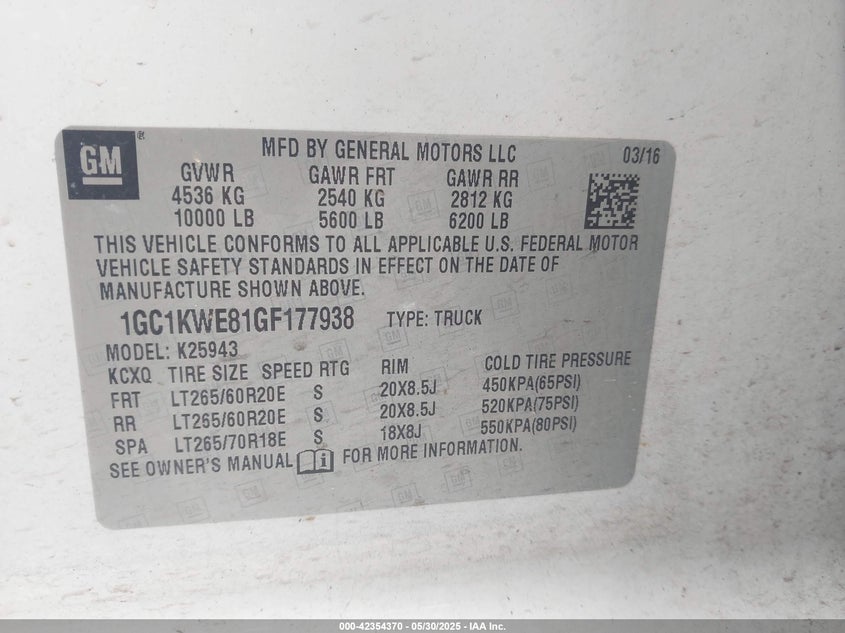 GM ®
MFD BY GENERAL MOTORS LLC 03/16
GVWR GAWR FRT GAWR RR
4536 KG 2540 KG 2812 KG
10000 LB 5600 LB 6200 LB
THIS VEHICLE CONFORMS TO ALL APPLICABLE U.S. FEDERAL MOTOR
VEHICLE SAFETY STANDARDS IN EFFECT ON THE DATE OF
MANUFACTURE SHOWN ABOVE.
1GC1KWE81GF177938 TYPE: TRUCK
MODEL: K25943
KCXQ TIRE SIZE SPEED RTG RIM COLD TIRE PRESSURE
FRT LT265/60R20E S 20X8.5J 450KPA(65PSI)
RR LT265/60R20E S 20X8.5J 520KPA(75PSI)
SPA LT265/70R18E S 18X8J 550KPA(80PSI)
SEE OWNER'S MANUAL i FOR MORE INFORMATION.
000-42354370 - 05/30/2025 - IAA Inc.